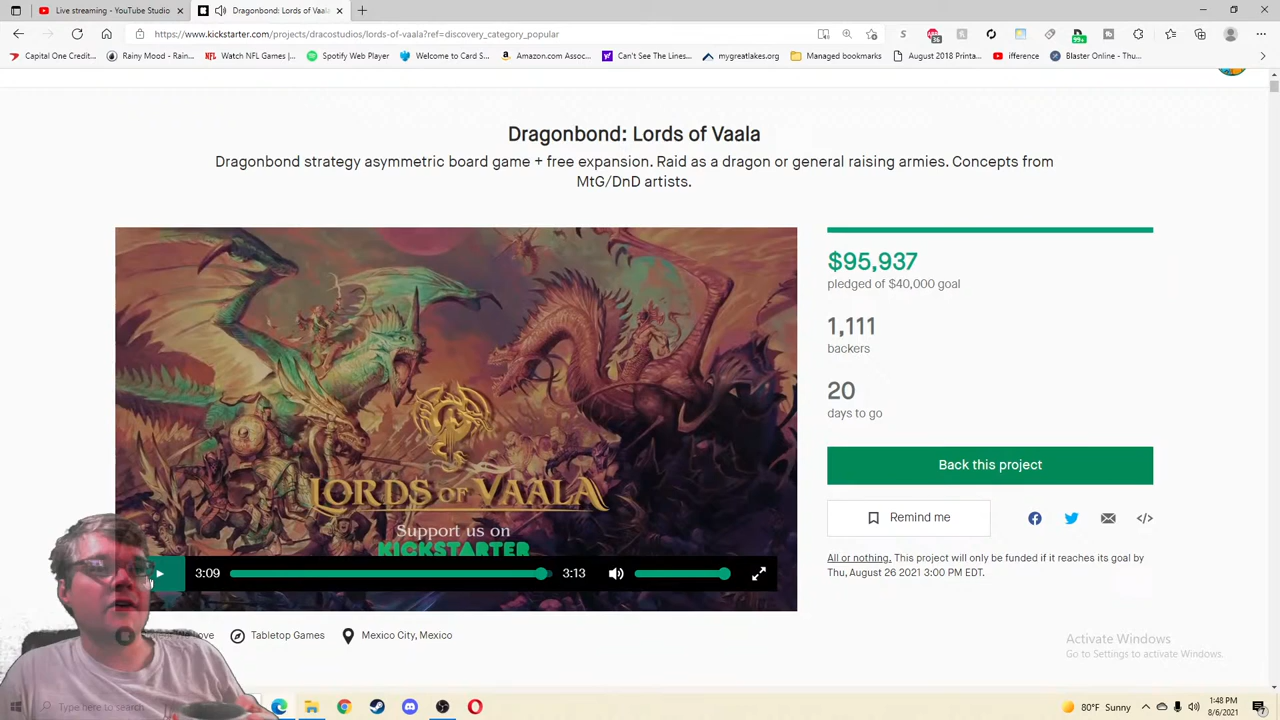 Live streaming - YouTube Studio
Dragonbond: Lords of Vaala
https://www.kickstarter.com/projects/dracostudios/lords-of-vaala?ref=discovery_category_popular
Capital One Credit...
Rainy Mood - Rainy...
Watch NFL Games |...
Spotify Web Player
Welcome to Card S...
Amazon.com Assoc...
Can't See The Lines...
mygreatlakes.org
Managed bookmarks
August 2018 Printa...
ifference
Blaster Online - Thu...
Dragonbond: Lords of Vaala
Dragonbond strategy asymmetric board game + free expansion. Raid as a dragon or general raising armies. Concepts from
MtG/DnD artists.
LORDS OF VAALA
Support us on
KICKSTARTER
3:09
3:13
$95,937
pledged of $40,000 goal
1,111
backers
20
days to go
Back this project
Remind me
All or nothing. This project will only be funded if it reaches its goal by
Thu, August 26 2021 3:00 PM EDT.
Tabletop Games
Mexico City, Mexico
Activate Windows
Go to Settings to activate Windows.
Type here to search
80°F Sunny
1:48 PM
8/6/2021